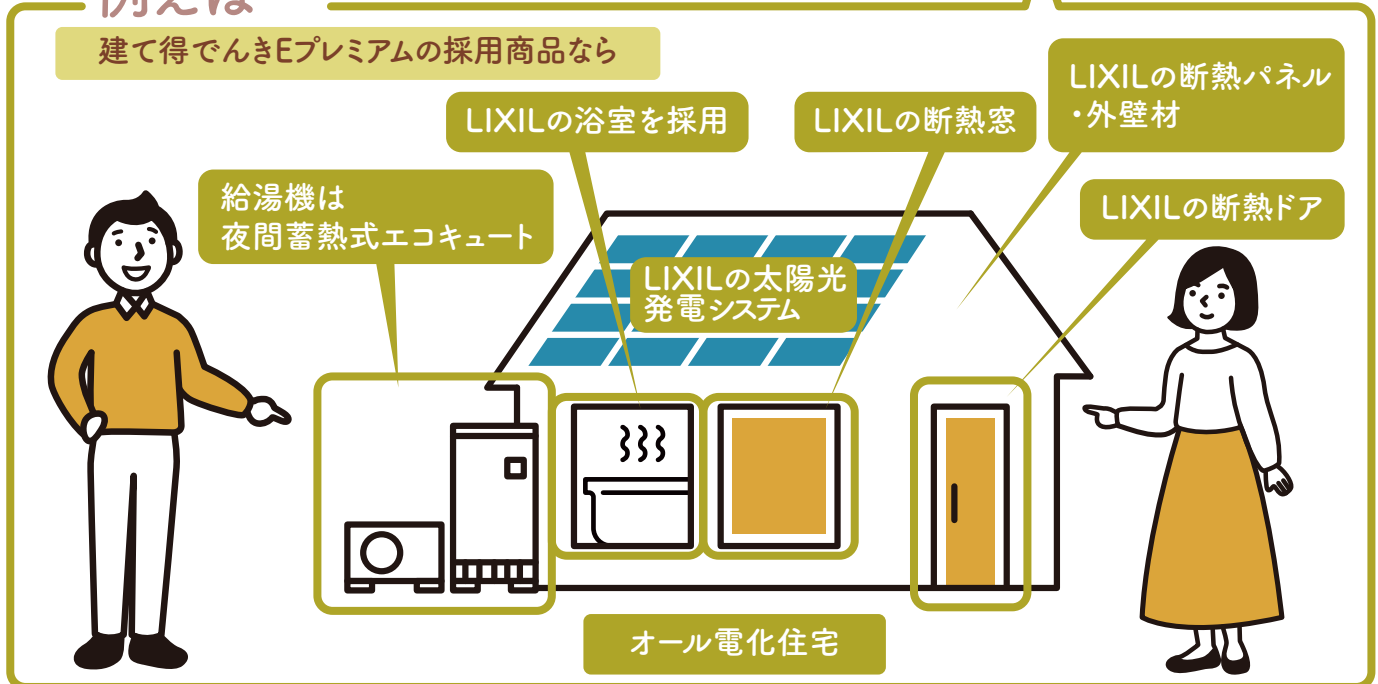 例えば
建て得でんきEプレミアムの採用商品なら
LIXILの浴室を採用
LIXILの断熱窓
LIXILの断熱パネル
・外壁材
給湯機は
夜間蓄熱式エコキュート
LIXILの断熱ドア
LIXILの太陽光
発電システム
オール電化住宅